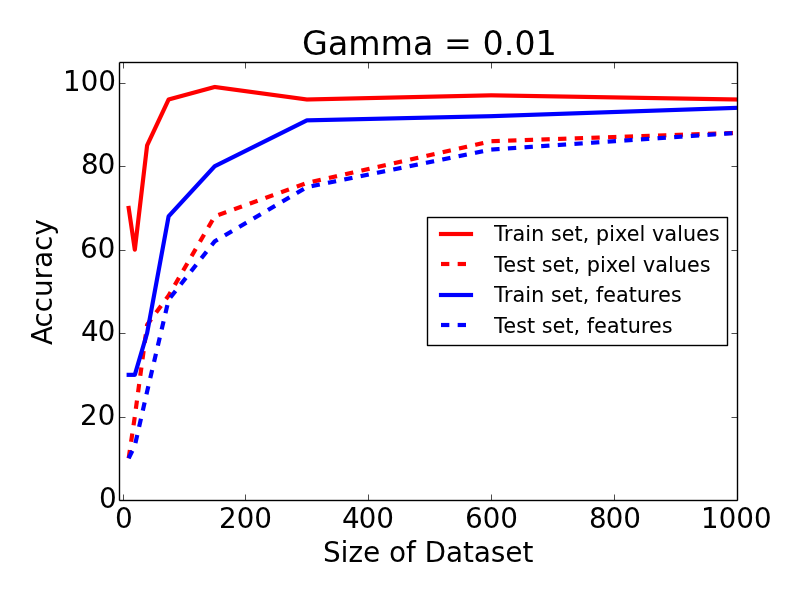 Gamma = 0.01
100
80
60
40
20
0
Accuracy
Train set, pixel values
Test set, pixel values
Train set, features
Test set, features
0 200 400 600 800 1000
Size of Dataset